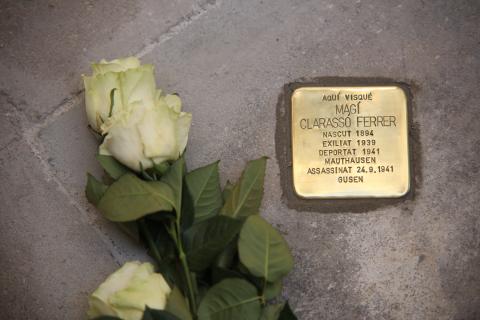 AQUÍ VISQUÉ
MAGÍ
CLARASSÓ FERRER
NASCUT 1894
EXILIAT 1939
DEPORTAT 1941
MAUTHAUSEN
ASSASSINAT 24.9.1941
GUSEN